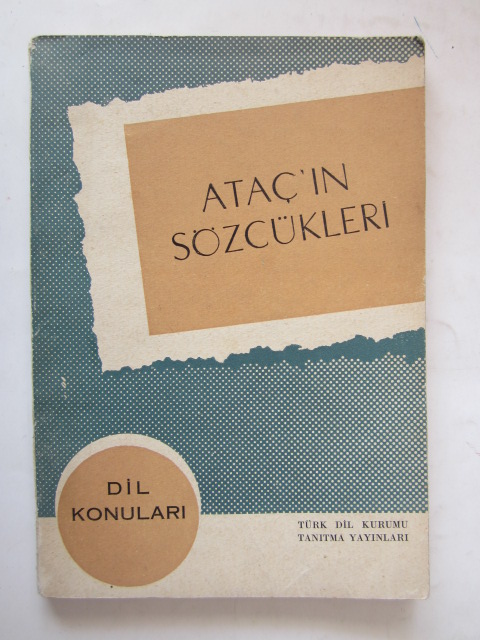 ATAÇ'IN
SÖZCÜKLERİ
DİL
KONULARI
TÜRK DİL KURUMU
TANITMA YAYINLARI